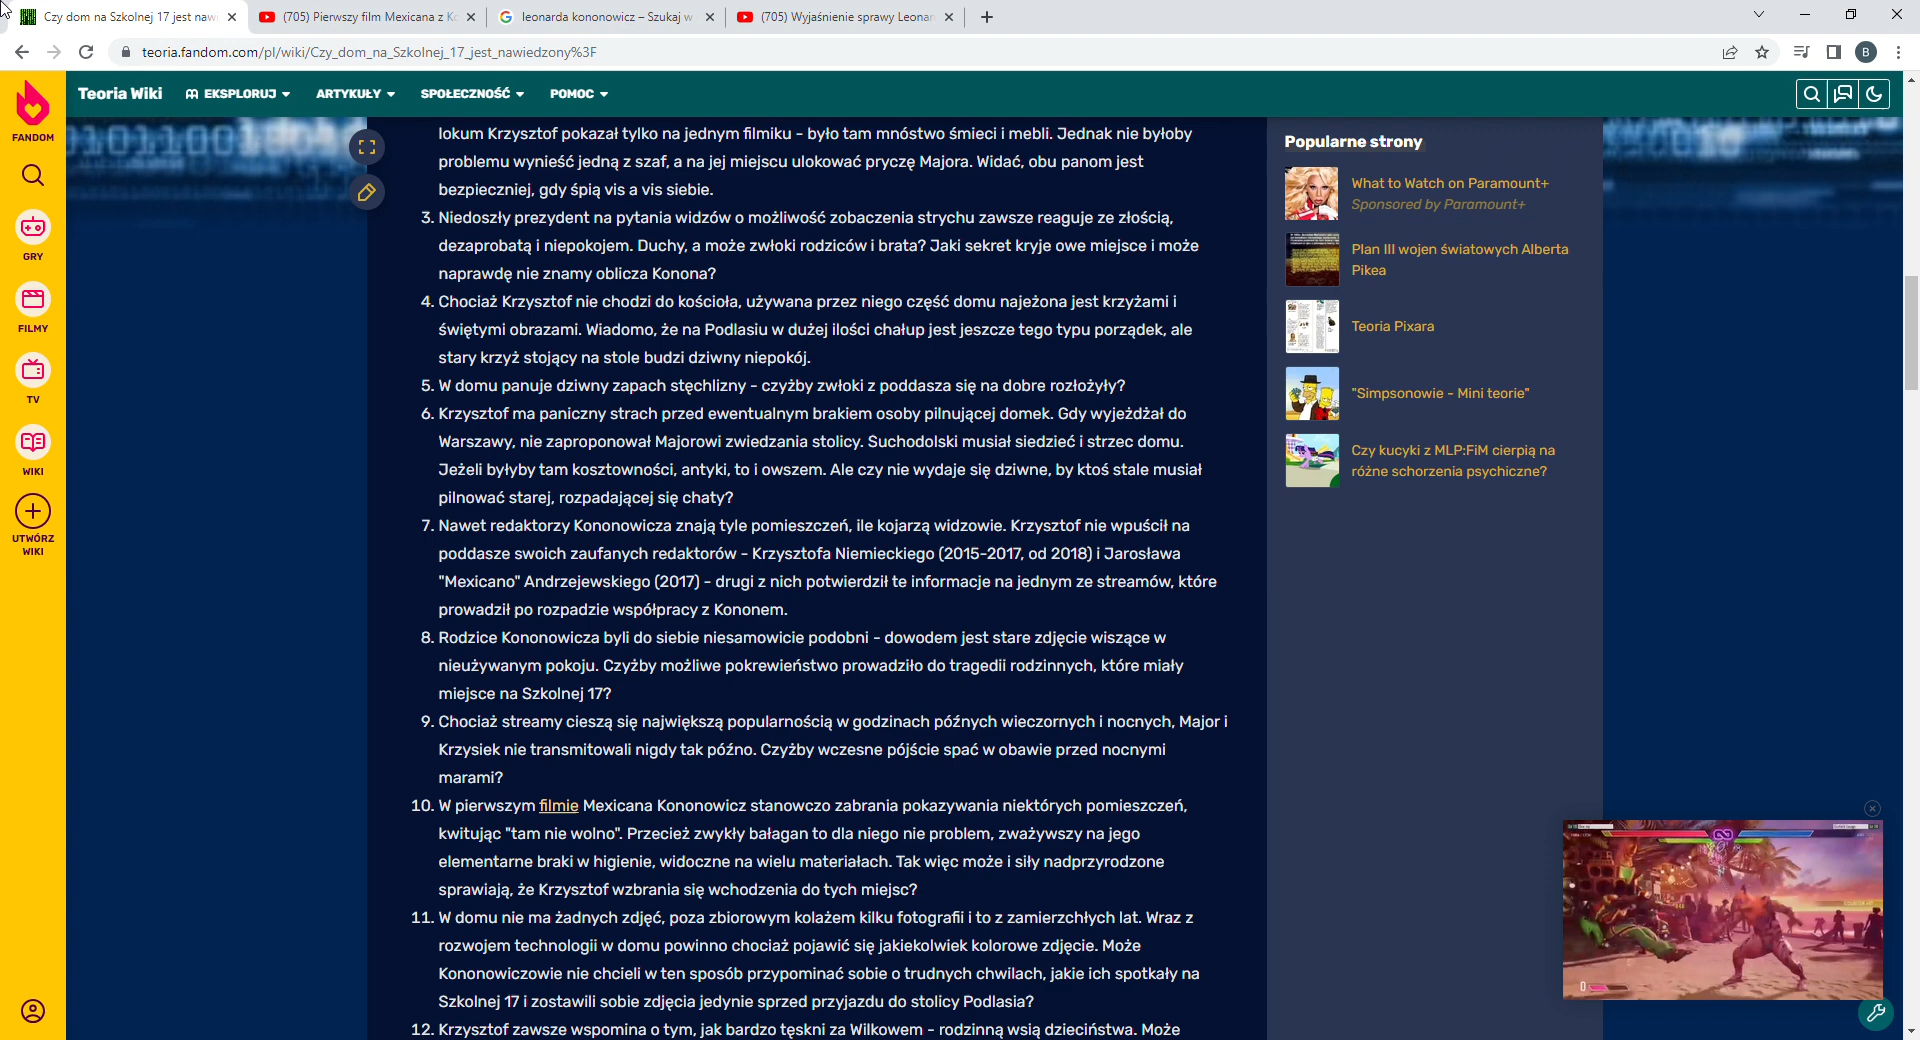 Czy dom na Szkolnej 17 jest naw
(705) Pierwszy film Mexicana z K
leonarda kononowicz – Szukaj w
(705) Wyjaśnienie sprawy Leonar
teoria.fandom.com/pl/wiki/Czy_dom_na_Szkolnej_17_jest_nawiedzony%3F
B
FANDOM
GRY
FILMY
TV
WIKI
UTWÓRZ
WIKI
Teoria Wiki
EKSPLORUJ
ARTYKUŁY
SPOŁECZNOŚĆ
POMOC
lokum Krzysztof pokazał tylko na jednym filmiku - było tam mnóstwo śmieci i mebli. Jednak nie byłoby
problemu wynieść jedną z szaf, a na jej miejscu ulokować pryczę Majora. Widać, obu panom jest
bezpieczniej, gdy śpią vis a vis siebie.
3. Niedoszły prezydent na pytania widzów o możliwość zobaczenia strychu zawsze reaguje ze złością,
dezaprobatą i niepokojem. Duchy, a może zwłoki rodziców i brata? Jaki sekret kryje owe miejsce i może
naprawdę nie znamy oblicza Konona?
4. Chociaż Krzysztof nie chodzi do kościoła, używana przez niego część domu najeżona jest krzyżami i
świętymi obrazami. Wiadomo, że na Podlasiu w dużej ilości chałup jest jeszcze tego typu porządek, ale
stary krzyż stojący na stole budzi dziwny niepokój.
5. W domu panuje dziwny zapach stęchlizny - czyżby zwłoki z poddasza się na dobre rozłożyły?
6. Krzysztof ma paniczny strach przed ewentualnym brakiem osoby pilnującej domek. Gdy wyjeżdżał do
Warszawy, nie zaproponował Majorowi zwiedzania stolicy. Suchodolski musiał siedzieć i strzec domu.
Jeżeli byłyby tam kosztowności, antyki, to i owszem. Ale czy nie wydaje się dziwne, by ktoś stale musiał
pilnować starej, rozpadającej się chaty?
7. Nawet redaktorzy Kononowicza znają tyle pomieszczeń, ile kojarzą widzowie. Krzysztof nie wpuścił na
poddasze swoich zaufanych redaktorów - Krzysztofa Niemieckiego (2015-2017, od 2018) i Jarosława
"Mexicano" Andrzejewskiego (2017) - drugi z nich potwierdził te informacje na jednym ze streamów, które
prowadził po rozpadzie współpracy z Kononem.
8. Rodzice Kononowicza byli do siebie niesamowicie podobni - dowodem jest stare zdjęcie wiszące w
nieużywanym pokoju. Czyżby możliwe pokrewieństwo prowadziło do tragedii rodzinnych, które miały
miejsce na Szkolnej 17?
9. Chociaż streamy cieszą się największą popularnością w godzinach późnych wieczornych i nocnych, Major i
Krzysiek nie transmitowali nigdy tak późno. Czyżby wczesne pójście spać w obawie przed nocnymi
marami?
10. W pierwszym filmie Mexicana Kononowicz stanowczo zabrania pokazywania niektórych pomieszczeń,
kwitując "tam nie wolno". Przecież zwykły bałagan to dla niego nie problem, zważywszy na jego
elementarne braki w higienie, widoczne na wielu materiałach. Tak więc może i siły nadprzyrodzone
sprawiają, że Krzysztof wzbrania się wchodzenia do tych miejsc?
11. W domu nie ma żadnych zdjęć, poza zbiorowym kolażem kilku fotografii i to z zamierzchłych lat. Wraz z
rozwojem technologii w domu powinno chociaż pojawić się jakiekolwiek kolorowe zdjęcie. Może
Kononowiczowie nie chcieli w ten sposób przypominać sobie o trudnych chwilach, jakie ich spotkały na
Szkolnej 17 i zostawili sobie zdjęcia jedynie sprzed przyjazdu do stolicy Podlasia?
12. Krzysztof zawsze wspomina o tym, jak bardzo tęskni za Wilkowem - rodzinną wsią dzieciństwa. Może
Popularne strony
What to Watch on Paramount+
Sponsored by Paramount+
Plan III wojen światowych Alberta
Pikea
Teoria Pixara
"Simpsonowie - Mini teorie"
Czy kucyki z MLP:FiM cierpią na
różne schorzenia psychiczne?